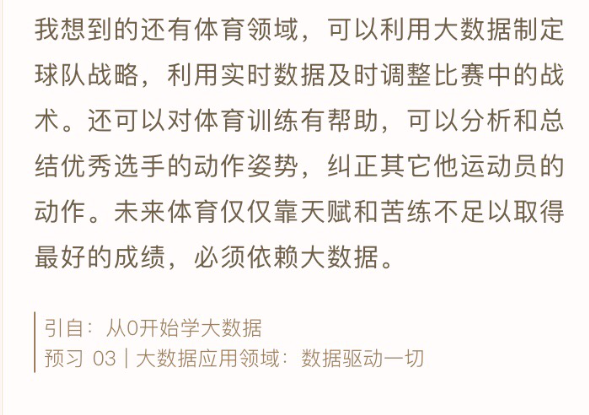 我想到的还有体育领域，可以利用大数据制定
球队战略，利用实时数据及时调整比赛中的战
术。还可以对体育训练有帮助，可以分析和总
结优秀选手的动作姿势，纠正其它他运动员的
动作。未来体育仅仅靠天赋和苦练不足以取得
最好的成绩，必须依赖大数据。
引自：从0开始学大数据
预习 03 | 大数据应用领域：数据驱动一切